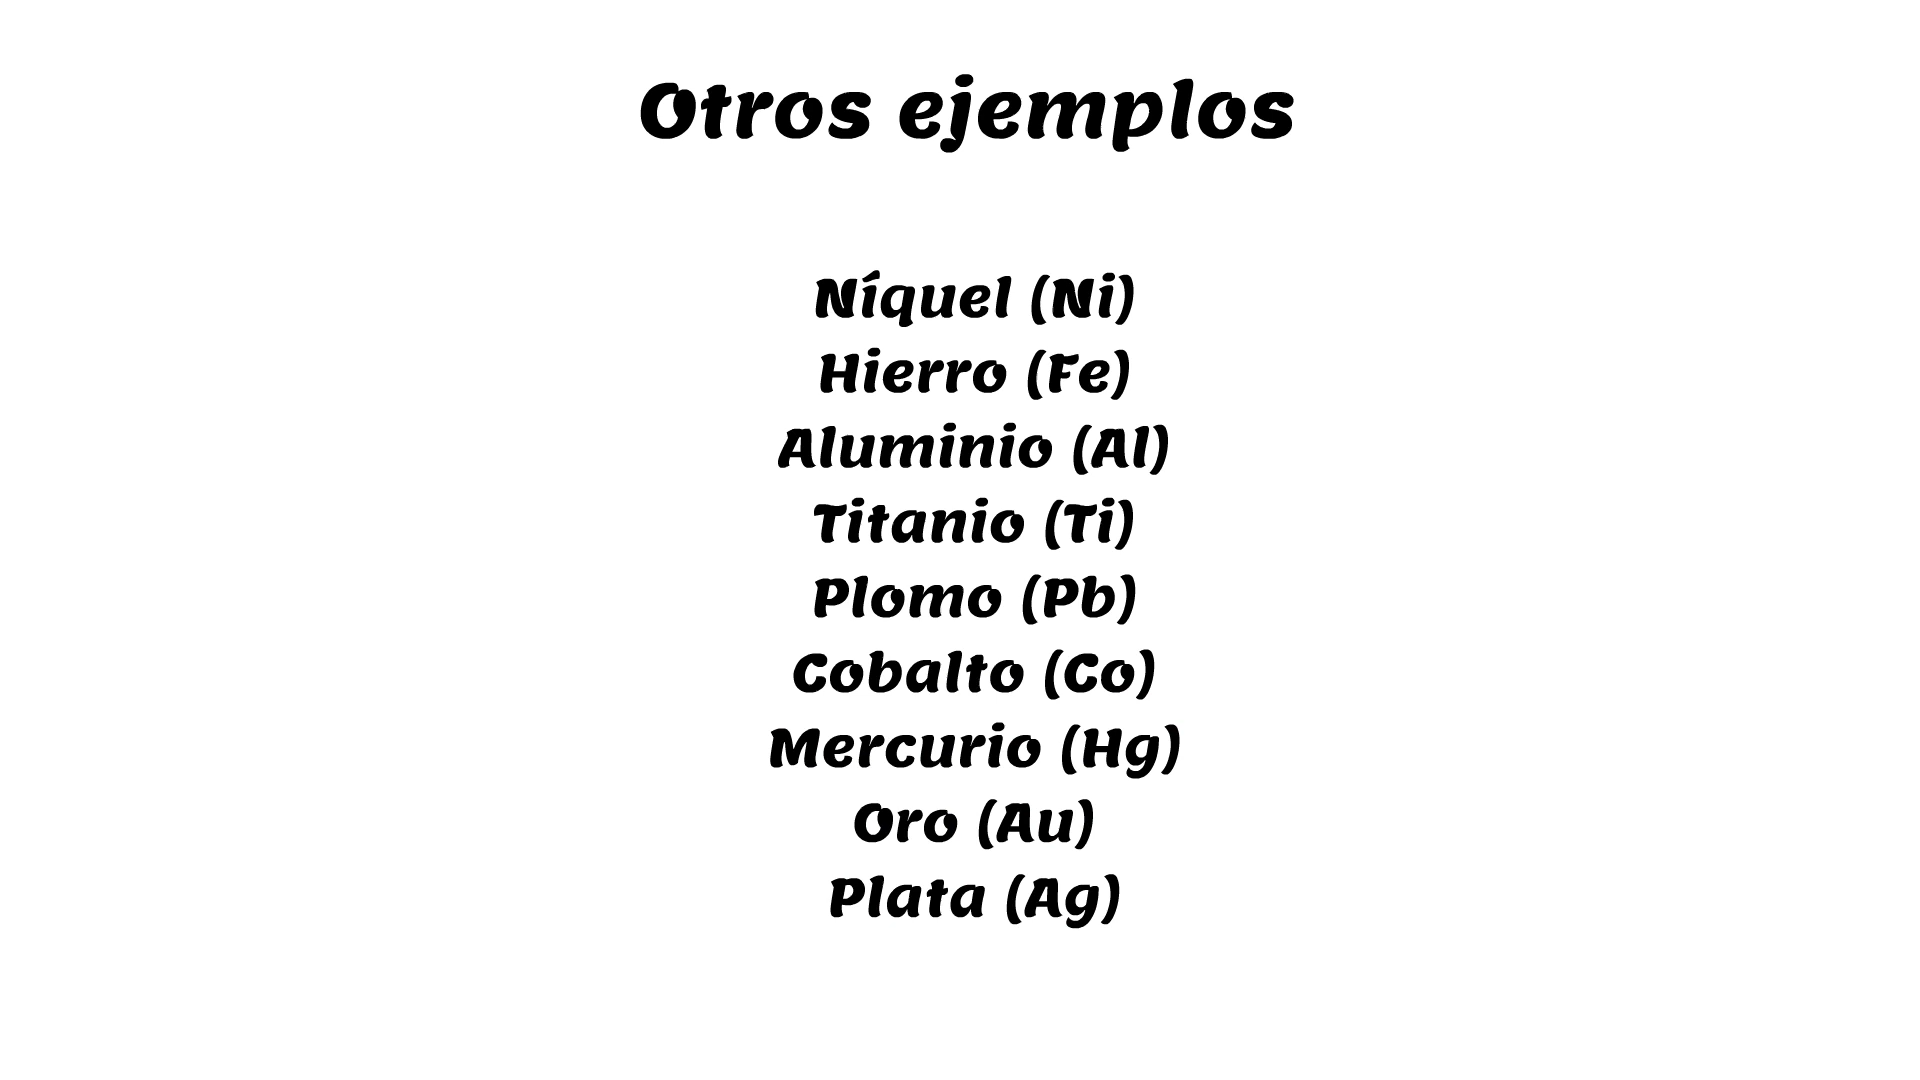 Otros ejemplos
Níquel (Ni)
Hierro (Fe)
Aluminio (Al)
Titanio (Ti)
Plomo (Pb)
Cobalto (Co)
Mercurio (Hg)
Oro (Au)
Plata (Ag)